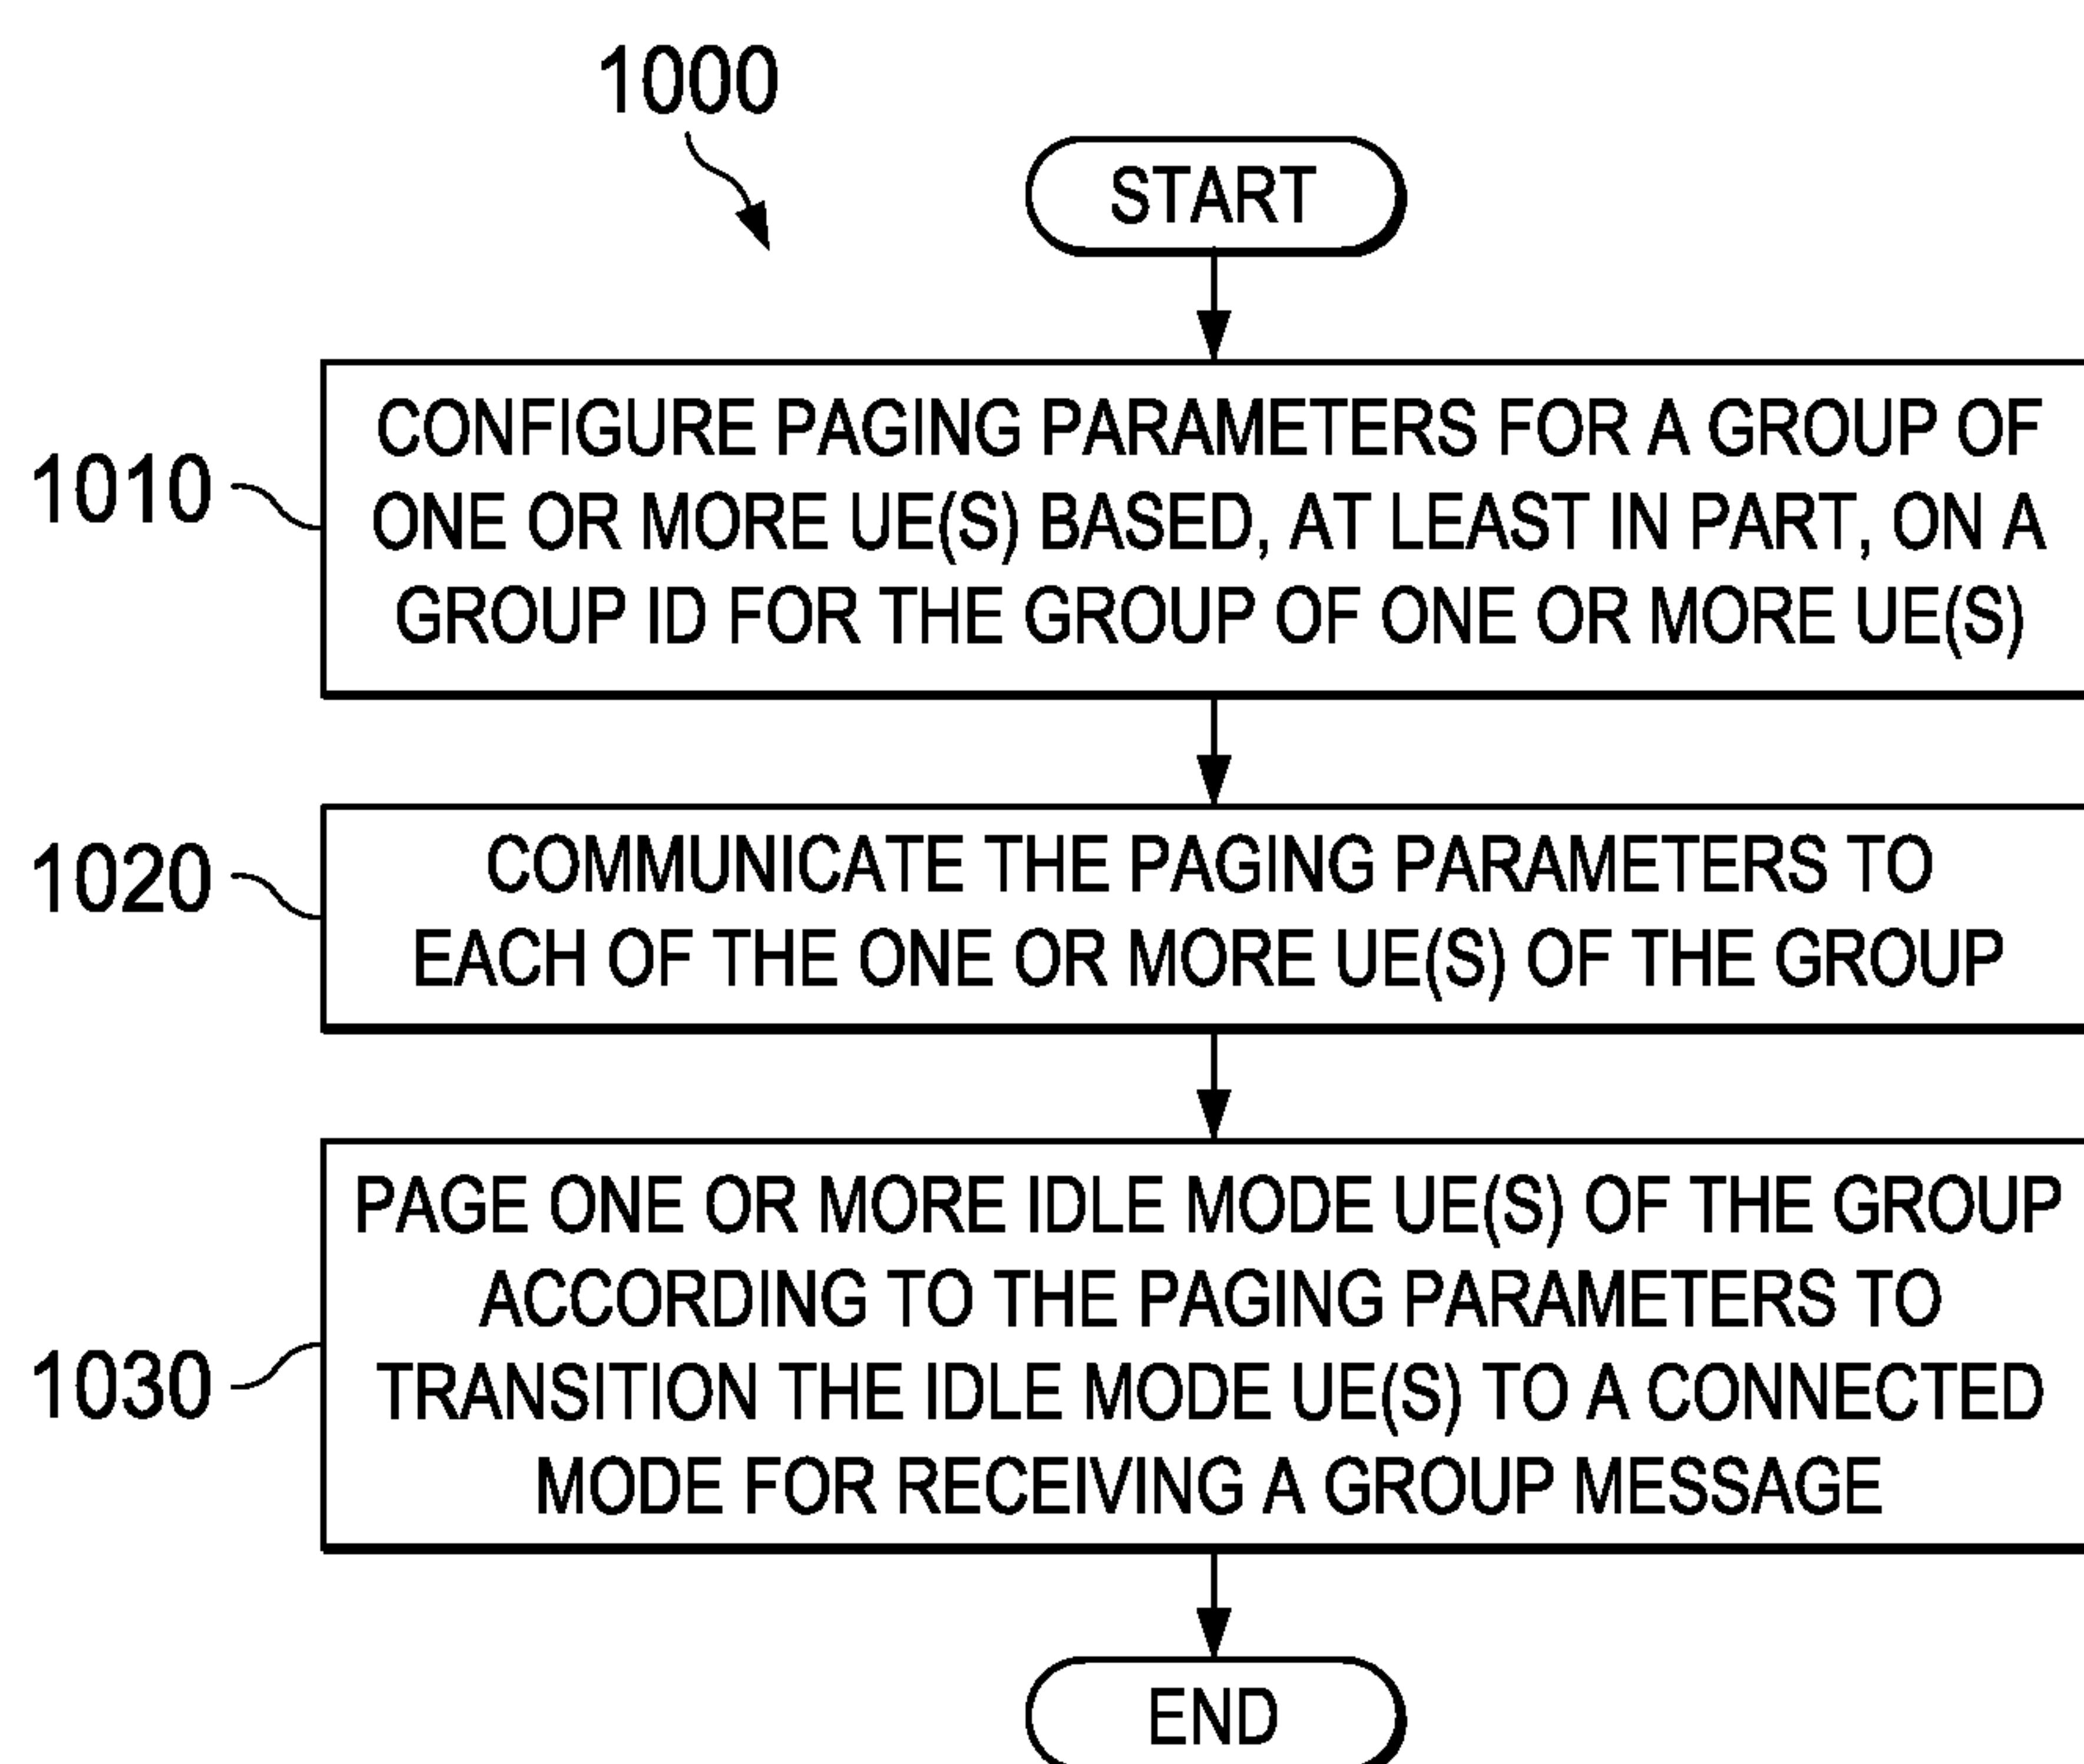 1000
START
1010
CONFIGURE PAGING PARAMETERS FOR A GROUP OF
ONE OR MORE UE(S) BASED, AT LEAST IN PART, ON A
GROUP ID FOR THE GROUP OF ONE OR MORE UE(S)
1020
COMMUNICATE THE PAGING PARAMETERS TO
EACH OF THE ONE OR MORE UE(S) OF THE GROUP
1030
PAGE ONE OR MORE IDLE MODE UE(S) OF THE GROUP
ACCORDING TO THE PAGING PARAMETERS TO
TRANSITION THE IDLE MODE UE(S) TO A CONNECTED
MODE FOR RECEIVING A GROUP MESSAGE
END